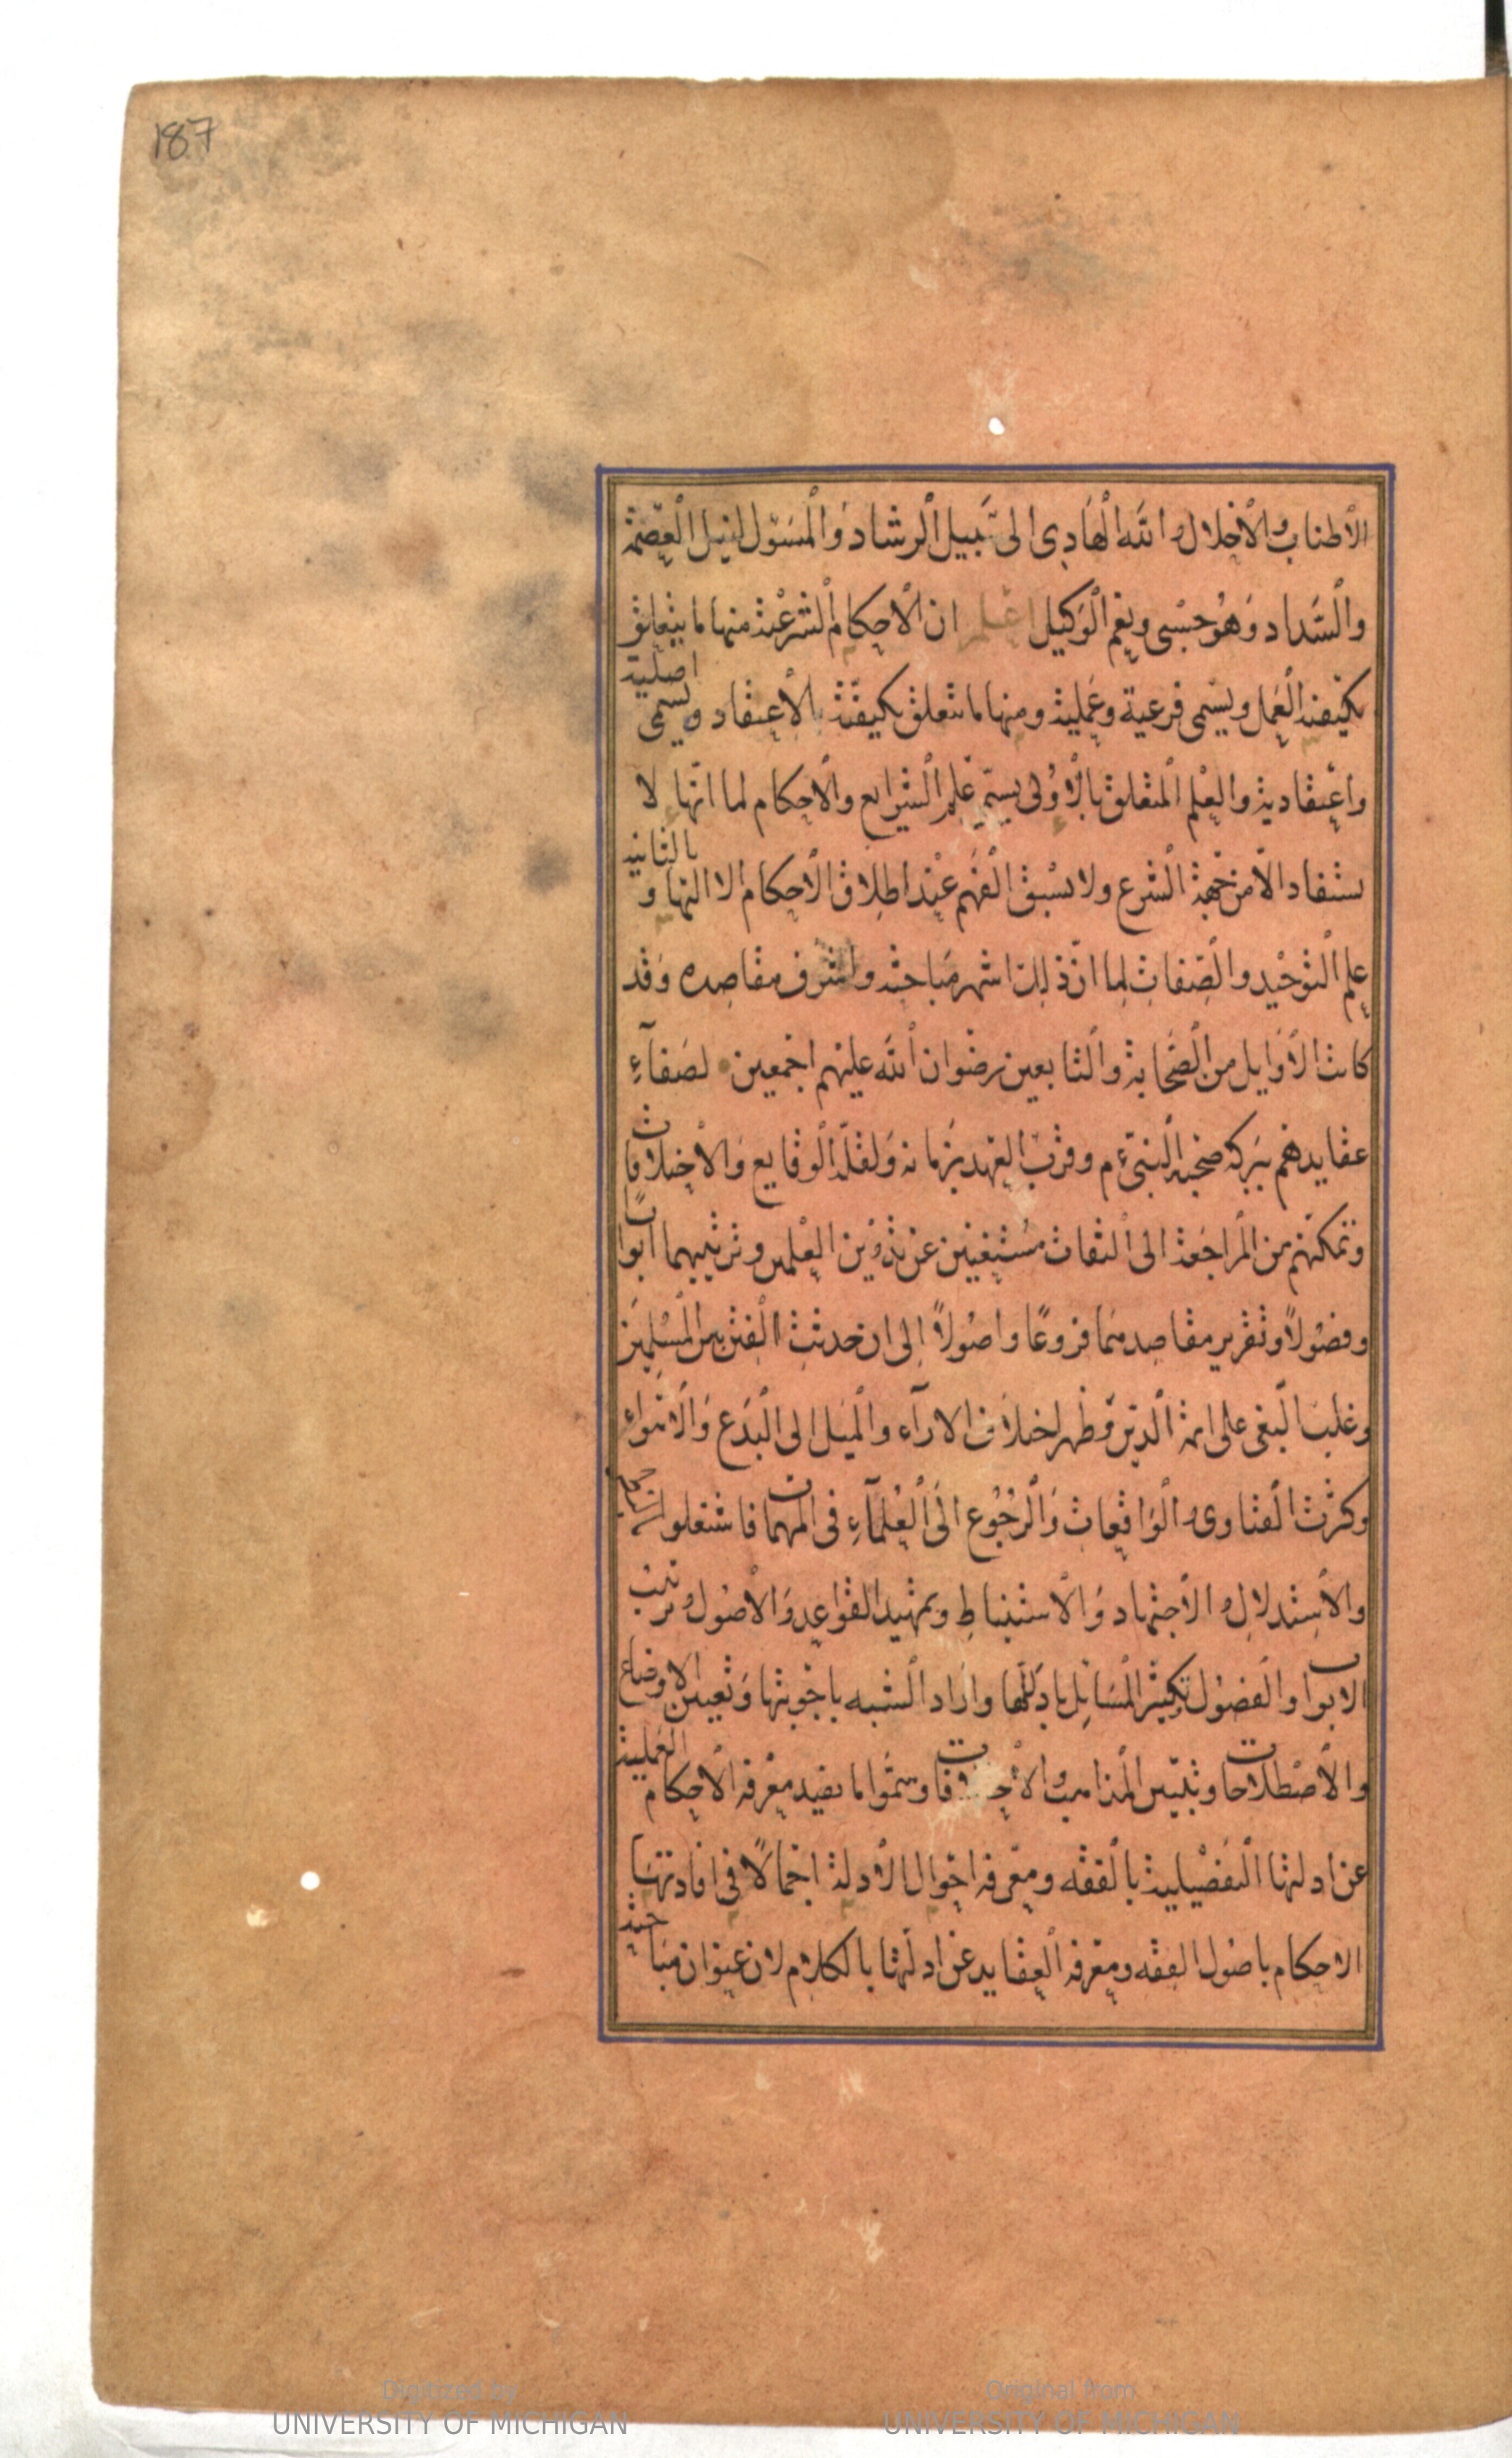 187
الاطناب والاخلال والله الهادى الى سبيل الرشاد والمسؤل لنيل العصمة
والسداد وهو حسبى ونعم الوكيل اعلم ان الاحكام الشرعية منها ما يتعلق
بكيفية العمل ويسمى فرعية وعملية ومنها ما يتعلق بكيفية بالاعتقاد ويسمى اصلية
واعتقادية والعلم المتعلق بالاولى يسمى علم الشرايع والاحكام لما انها لا
يستفاد الا من جهة الشرع ولا يسبق الفهم عند اطلاق الاحكام الا اليها و بالثانية
علم التوحيد والصفات لما ان ذلك اشهر مباحثه واشرف مقاصده وقد
كانت الاوايل من الصحابة والتابعين رضوان الله عليهم اجمعين لصفاء
عقايدهم ببركة صحبة النبى ءم وقرب العهد بزمانه ولقلة الوقايع والاختلافات
وتمكنهم من المراجعة الى الثقات مستغنين عن تدوين العلمين وترتيبهما ابوابا
وفصولا وتقرير مقاصدهما فروعا واصولا الى ان حدثت الفتن بين المسلمين
وغلب البغى على ائمة الدين وظهر اختلاف الاراء والميل الى البدع والاهواء
وكثرت الفتاوى والواقعات والرجوع الى العلماء فى المهمات فاشتغلوا بالنظر
والاستدلال والاجتهاد والاستنباط وتمهيد القواعد والاصول وترتيب
الابواب والفصول تكثير المسائل بادلتها واراد الشبه باجوبتها وتعيين الاوضاع
والاصطلاحات وتبيين المذاهب والاختلافات وسموا ما يفيد معرفة الاحكام العملية
عن ادلتها التفصيلية بالفقه ومعرفة احوال الادلة اجمالا فى افادتها
الاحكام باصول الفقه ومعرفة العقايد عن ادلتها بالكلام لان عنوان مباحثه
Digitized by
UNIVERSITY OF MICHIGAN
Original from
UNIVERSITY OF MICHIGAN